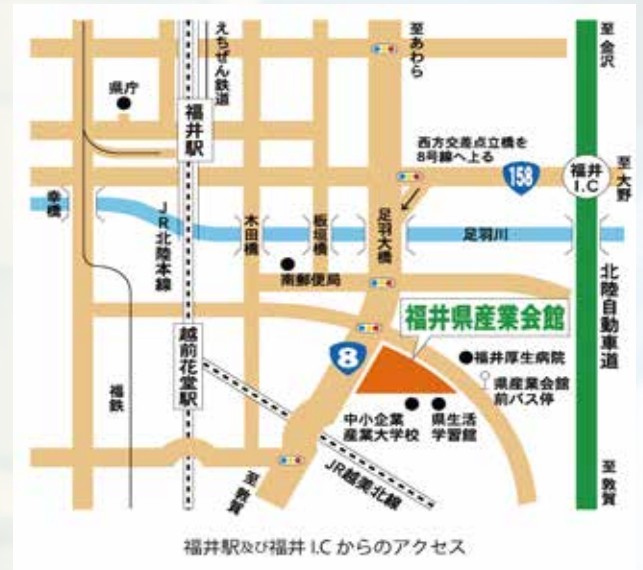 至金沢
至あわら
えちぜん鉄道
県庁
福井駅
西方交差点立橋を
8号線へ上る
158
福井
I.C
至大野
幸橋
JR北陸本線
木田橋
板垣橋
足羽大橋
足羽川
南郵便局
北陸自動車道
福井県産業会館
8
越前花堂駅
福井厚生病院
県産業会館
前バス停
福鉄
中小企業
産業大学校
県生活
学習館
JR越美北線
至敦賀
至敦賀
福井駅及び福井I.Cからのアクセス